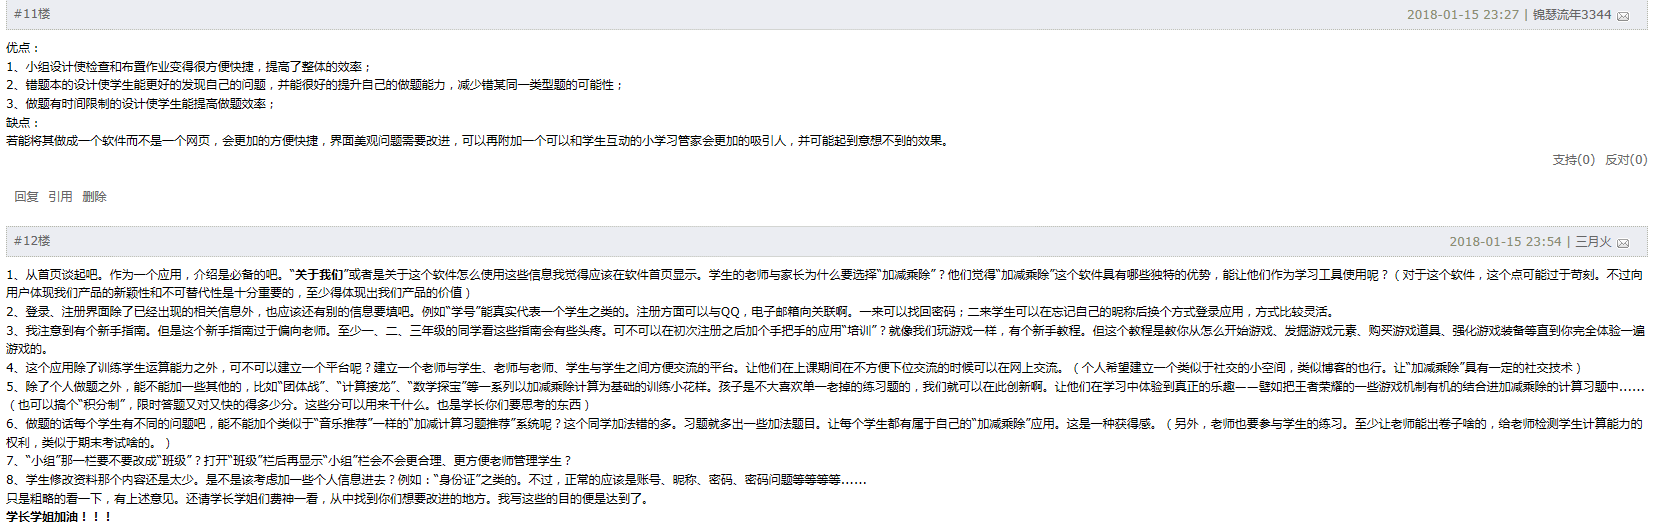 #11楼
2018-01-15 23:27 | 锦瑟流年3344
优点：
1、小组设计使检查和布置作业变得很方便快捷，提高了整体的效率；
2、错题本的设计使学生能更好的发现自己的问题，并能很好的提升自己的做题能力，减少错某同一类型题的可能性；
3、做题有时间限制的设计使学生能提高做题效率；
缺点：
若能将其做成一个软件而不是一个网页，会更加的方便快捷，界面美观问题需要改进，可以再附加一个可以和学生互动的小学习管家会更加的吸引人，并可能起到意想不到的效果。
支持(0) 反对(0)
回复 引用 删除
#12楼
2018-01-15 23:54 | 三月火
1、从首页谈起吧。作为一个应用，介绍是必备的吧。“关于我们”或者是关于这个软件怎么使用这些信息我觉得应该在软件首页显示。学生的老师与家长为什么要选择“加减乘除”？他们觉得“加减乘除”这个软件具有哪些独特的优势，能让他们作为学习工具使用呢？（对于这个软件，这个点可能过于苛刻。不过向
用户体现我们产品的新颖性和不可替代性是十分重要的，至少得体现出我们产品的价值）
2、登录、注册界面除了已经出现的相关信息外，也应该还有别的信息要填吧。例如“学号”能真实代表一个学生之类的。注册方面可以与QQ，电子邮箱向关联啊。一来可以找回密码；二来学生可以在忘记自己的昵称后换个方式登录应用，方式比较灵活。
3、我注意到有个新手指南。但是这个新手指南过于偏向老师。至少一、二、三年级的同学看这些指南会有些头疼。可不可以在初次注册之后加个手把手的应用“培训”？就像我们玩游戏一样，有个新手教程。但这个教程是教你从怎么开始游戏、发掘游戏元素、购买游戏道具、强化游戏装备等直到你完全体验一遍
游戏的。
4、这个应用除了训练学生运算能力之外，可不可以建立一个平台呢？建立一个老师与学生、老师与老师、学生与学生之间方便交流的平台。让他们在上课期间在不方便下位交流的时候可以在网上交流。（个人希望建立一个类似于社交的小空间，类似博客的也行。让“加减乘除”具有一定的社交技术）
5、除了个人做题之外，能不能加一些其他的，比如“团体战”、“计算接龙”、“数学探宝”等一系列以加减乘除计算为基础的训练小花样。孩子是不大喜欢单一老掉的练习题的，我们就可以在此创新啊。让他们在学习中体验到真正的乐趣——譬如把王者荣耀的一些游戏机制有机的结合进加减乘除的计算习题中……
（也可以搞个“积分制”，限时答题又对又快的得多少分。这些分可以用来干什么。也是学长你们要思考的东西）
6、做题的话每个学生有不同的问题吧，能不能加个类似于“音乐推荐”一样的“加减计算习题推荐”系统呢？这个同学加法错的多。习题就多出一些加法题目。让每个学生都有属于自己的“加减乘除”应用。这是一种获得感。（另外，老师也要参与学生的练习。至少让老师能出卷子啥的，给老师检测学生计算能力的
权利，类似于期末考试啥的。）
7、“小组”那一栏要不要改成“班级”？打开“班级”栏后再显示“小组”栏会不会更合理、更方便老师管理学生？
8、学生修改资料那个内容还是太少。是不是该考虑加一些个人信息进去？例如：“身份证”之类的。不过，正常的应该是账号、昵称、密码、密码问题等等等等……
只是粗略的看一下，有上述意见。还请学长学姐们费神一看，从中找到你们想要改进的地方。我写这些的目的便是达到了。
学长学姐加油！！！